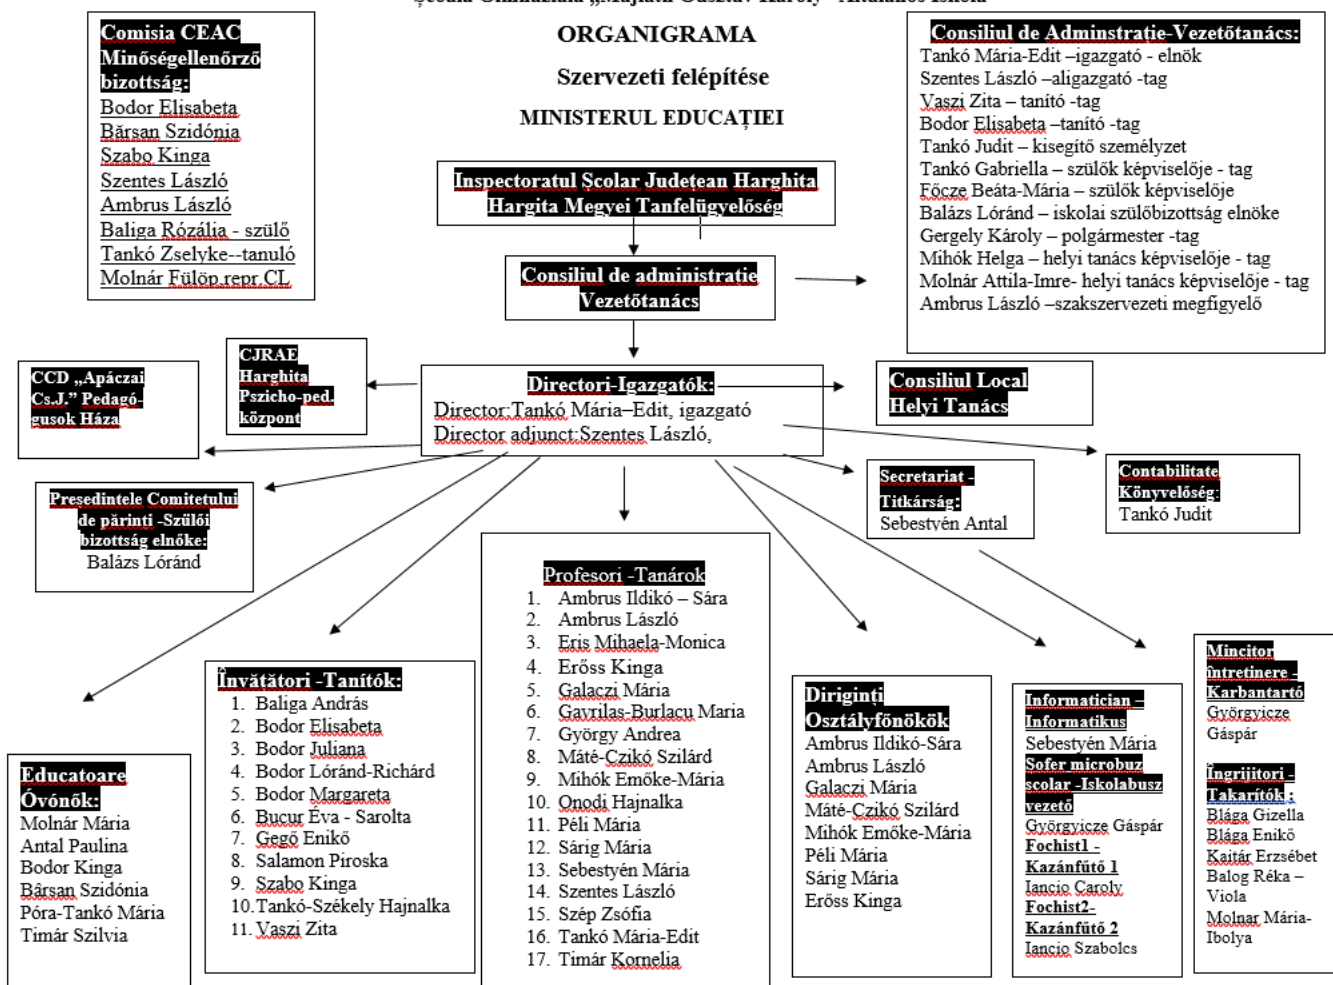 ORGANIGRAMA
Szervezeti felépítése
MINISTERUL EDUCAȚIEI
Comisia CEAC
Minőségellenőrző
bizottság:
Bodor Elisabeta
Bărsan Szidónia
Szabo Kinga
Szentes László
Ambrus László
Baliga Rózália - szülő
Tankó Zselyke--tanuló
Molnár Fülöp.repr.CL
Consiliul de Adminstrație-Vezetőtanács:
Tankó Mária-Edit –igazgató - elnök
Szentes László –aligazgató -tag
Vaszi Zita – tanító -tag
Bodor Elisabeta –tanító -tag
Tankó Judit – kisegítő személyzet
Tankó Gabriella – szülők képviselője - tag
Főcze Beáta-Mária – szülők képviselője
Balázs Lóránd – iskolai szülőbizottság elnöke
Gergely Károly – polgármester -tag
Mihók Helga – helyi tanács képviselője - tag
Molnár Attila-Imre- helyi tanács képviselője - tag
Ambrus László –szakszervezeti megfigyelő
Inspectoratul Școlar Județean Harghita
Hargita Megyei Tanfelügyelőség
Consiliul de administrație
Vezetőtanács
CCD „Apáczai
Cs.J.” Pedagó-
gusok Háza
CJRAE
Harghita
Pszicho-ped.
központ
Directori-Igazgatók:
Director:Tankó Mária–Edit, igazgató
Director adjunct:Szentes László,
Consiliul Local
Helyi Tanács
Președintele Comitetului
de părinti -Szülői
bizottság elnőke:
Balázs Lóránd
Secretariat -
Titkárság:
Sebestyén Antal
Contabilitate
Könyvelőség:
Tankó Judit
Educatoare
Óvónők:
Molnár Mária
Antal Paulina
Bodor Kinga
Bârsan Szidónia
Póra-Tankó Mária
Timár Szilvia
Învățători -Tanítók:
1. Baliga András
2. Bodor Elisabeta
3. Bodor Juliana
4. Bodor Lóránd-Richárd
5. Bodor Margareta
6. Bucur Éva - Sarolta
7. Gegő Enikő
8. Salamon Piroska
9. Szabo Kinga
10.Tankó-Székely Hajnalka
11. Vaszi Zita
Profesori -Tanárok
1. Ambrus Ildikó – Sára
2. Ambrus László
3. Eris Mihaela-Monica
4. Erőss Kinga
5. Galaczi Mária
6. Gavrilas-Burlacu Maria
7. György Andrea
8. Máté-Czikó Szilárd
9. Mihók Emőke-Mária
10. Onodi Hajnalka
11. Péli Mária
12. Sárig Mária
13. Sebestyén Mária
14. Szentes László
15. Szép Zsófia
16. Tankó Mária-Edit
17. Timár Kornelia
Diriginți
Osztályfőnökök
Ambrus Ildikó-Sára
Ambrus László
Galaczi Mária
Máté-Czikó Szilárd
Mihók Emőke-Mária
Péli Mária
Sárig Mária
Erőss Kinga
Informatician –
Informatikus
Sebestyén Mária
Sofer microbuz
scolar -Iskolabusz
vezető
Györgyicze Gáspár
Fochist1 -
Kazánfűtő 1
Iancio Caroly
Fochist2-
Kazánfűtő 2
Iancio Szabolcs
Mincitor
întretinere -
Karbantartó
Györgyicze
Gáspár
Îngrijitori -
Takarítók :
Blága Gizella
Blága Enikö
Kaitár Erzsébet
Balog Réka –
Viola
Molnar Mária-
Ibolya